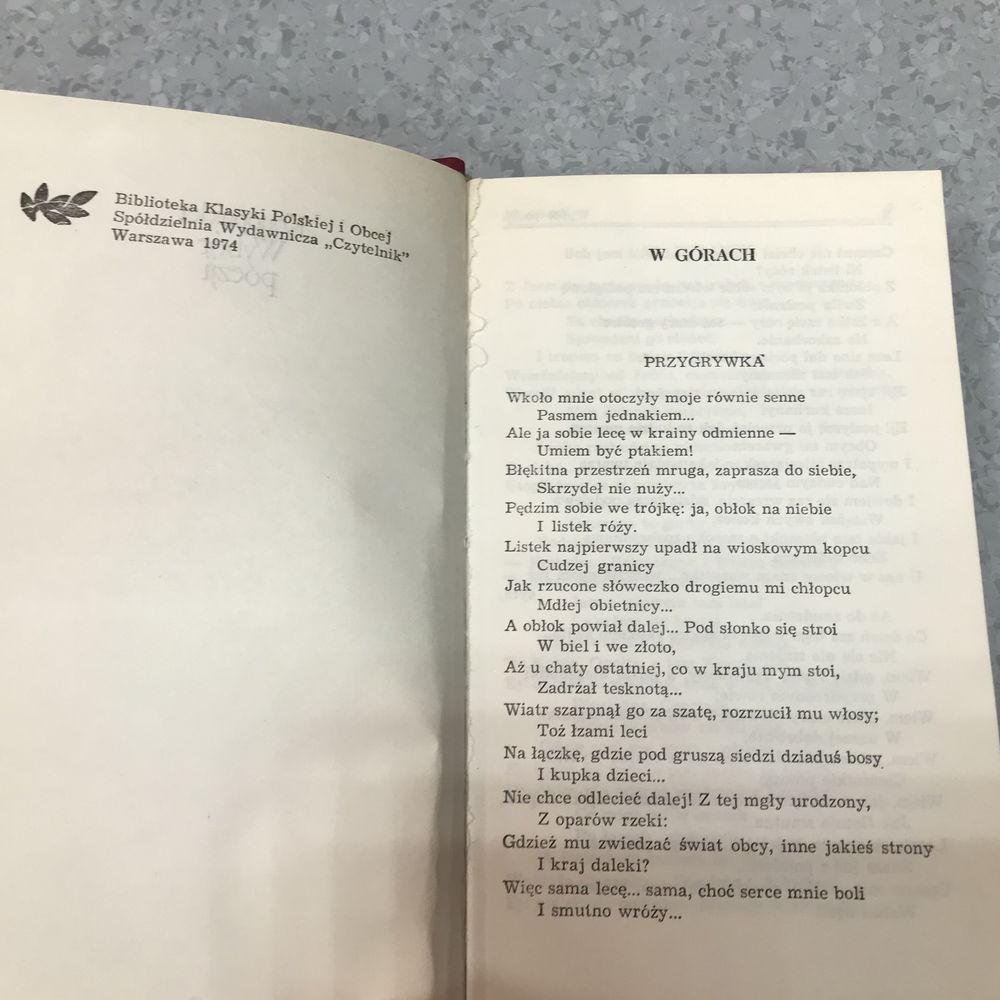 Biblioteka Klasyki Polskiej i Obcej
Spółdzielnia Wydawnicza „Czytelnik”
Warszawa 1974
W GÓRACH
PRZYGRYWKA
Wkoło mnie otoczyły moje równie senne
Pasmem jednakiem...
Ale ja sobie lecę w krainy odmienne —
Umiem być ptakiem!
Błękitna przestrzeń mruga, zaprasza do siebie,
Skrzydeł nie nuży...
Pędzim sobie we trójkę: ja, obłok na niebie
I listek róży.
Listek najpierwszy upadł na wioskowym kopcu
Cudzej granicy
Jak rzucone słóweczko drogiemu mi chłopcu
Mdłej obietnicy...
A obłok powiał dalej... Pod słonko się stroi
W biel i we złoto,
Aż u chaty ostatniej, co w kraju mym stoi,
Zadrżał tesknotą...
Wiatr szarpnął go za szatę, rozrzucił mu włosy;
Toż łzami leci
Na łączkę, gdzie pod gruszą siedzi dziaduś bosy
I kupka dzieci...
Nie chce odlecieć dalej! Z tej mgły urodzony,
Z oparów rzeki:
Gdzież mu zwiedzać świat obcy, inne jakieś strony
I kraj daleki?
Więc sama lecę... sama, choć serce mnie boli
I smutno wróży...